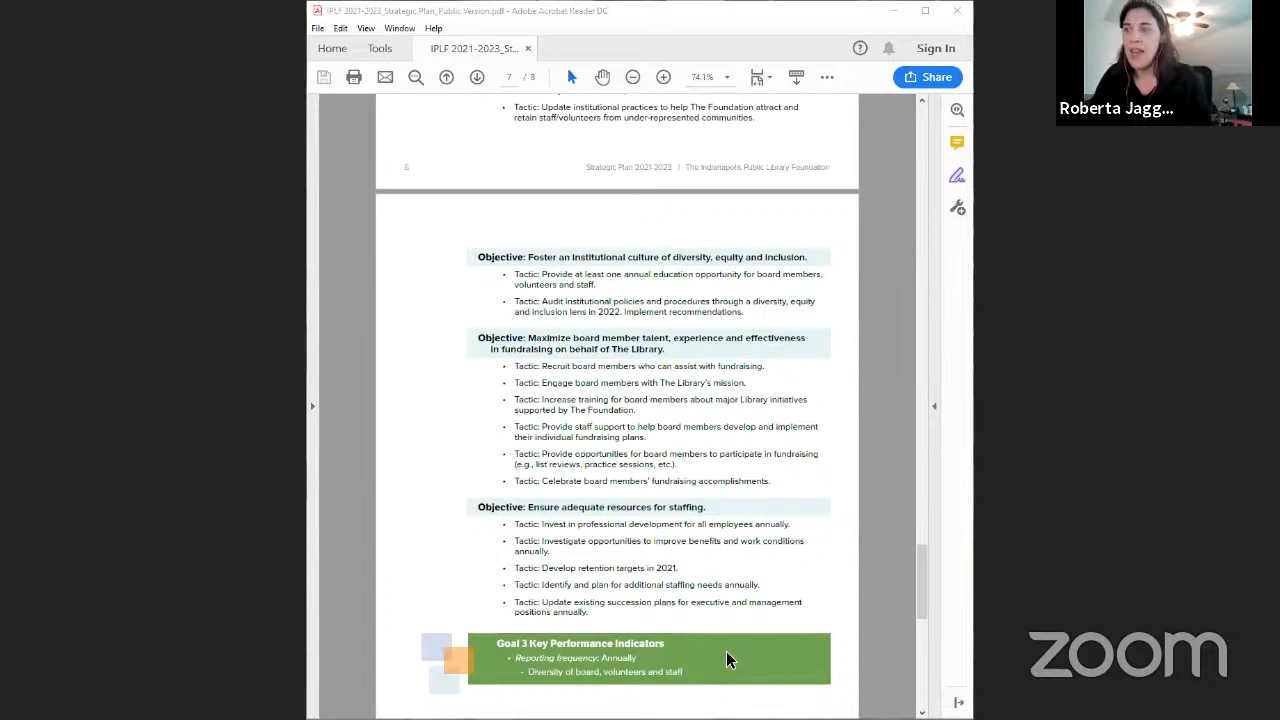 IPLF 2021-2023_Strategic Plan_Public Version.pdf - Adobe Acrobat Reader DC
File Edit View Window Help
Home Tools IPLF 2021-2023_St... × Sign In
7 / 8 74.1% Share
Tactic: Update institutional practices to help The Foundation attract and
retain staff/volunteers from under-represented communities.
6 Strategic Plan 2021-2023 | The Indianapolis Public Library Foundation
Objective: Foster an institutional culture of diversity, equity and inclusion.
• Tactic: Provide at least one annual education opportunity for board members,
volunteers and staff.
• Tactic: Audit institutional policies and procedures through a diversity, equity
and inclusion lens in 2022. Implement recommendations.
Objective: Maximize board member talent, experience and effectiveness
in fundraising on behalf of The Library.
• Tactic: Recruit board members who can assist with fundraising.
• Tactic: Engage board members with The Library's mission.
• Tactic: Increase training for board members about major Library initiatives
supported by The Foundation.
• Tactic: Provide staff support to help board members develop and implement
their individual fundraising plans.
• Tactic: Provide opportunities for board members to participate in fundraising
(e.g., list reviews, practice sessions, etc.).
• Tactic: Celebrate board members' fundraising accomplishments.
Objective: Ensure adequate resources for staffing.
• Tactic: Invest in professional development for all employees annually.
• Tactic: Investigate opportunities to improve benefits and work conditions
annually.
• Tactic: Develop retention targets in 2021.
• Tactic: Identify and plan for additional staffing needs annually.
• Tactic: Update existing succession plans for executive and management
positions annually.
Goal 3 Key Performance Indicators
• Reporting frequency: Annually
- Diversity of board, volunteers and staff
Roberta Jagg...
zoom